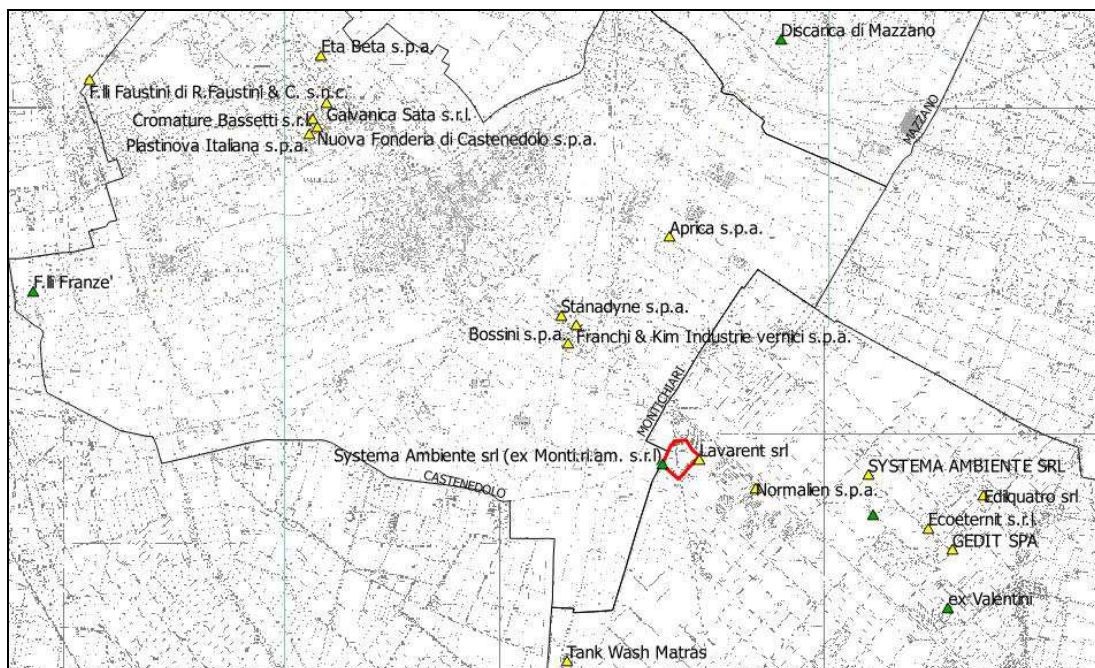 Discarica di Mazzano
Eta Beta s.p.a.
F.lli Faustini di R.Faustini & C. s.n.c.
Galvanica Sata s.r.l.
Cromature Bassetti s.r.l.
Nuova Fonderia di Castenedolo s.p.a.
Plastinova Italiana s.p.a.
MAZZANO
Aprica s.p.a.
F.lli Franze'
Stanadyne s.p.a.
Bossini s.p.a.
Franchi & Kim Industrie vernici s.p.a.
MONTICHIARI
Systema Ambiente srl (ex Monti.ri.am. s.r.l)
Lavarent srl
CASTENEDOLO
SYSTEMA AMBIENTE SRL
Normalien s.p.a.
Ediquatro srl
Ecoeternit s.r.l.
GEDIT SPA
ex Valentini
Tank Wash Matras